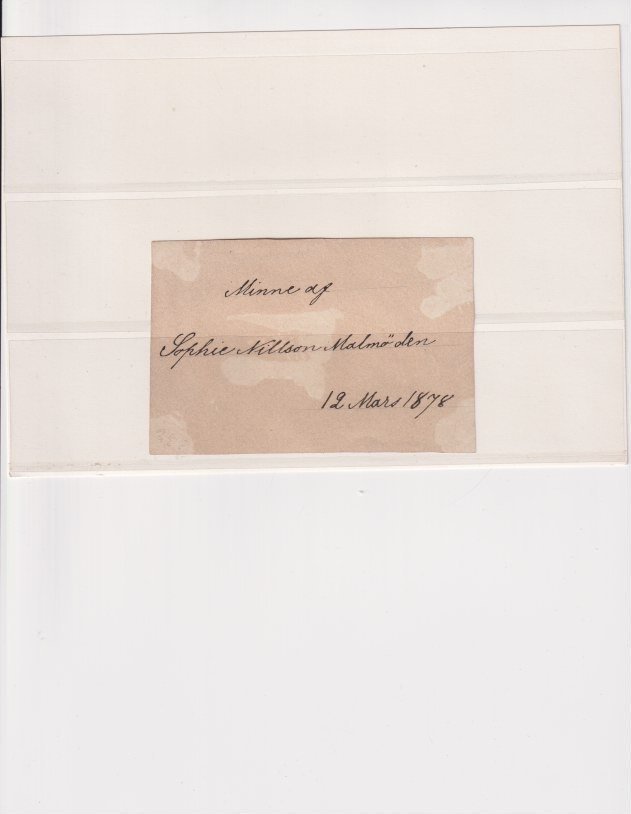 Minne af
Sophie Nillson Malmö den
12 Mars 1878